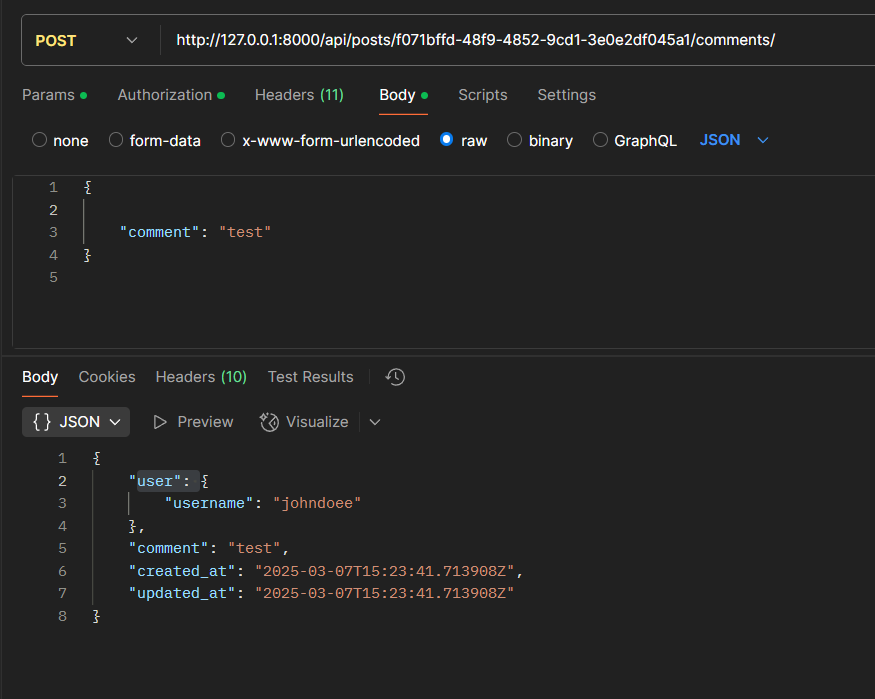 POST http://127.0.0.1:8000/api/posts/f071bffd-48f9-4852-9cd1-3e0e2df045a1/comments/
Params Authorization Headers (11) Body Scripts Settings
none form-data x-www-form-urlencoded raw binary GraphQL JSON
1 {
2
3 "comment": "test"
4 }
5
Body Cookies Headers (10) Test Results
{} JSON Preview Visualize
1 {
2 "user": {
3 "username": "johndoee"
4 },
5 "comment": "test",
6 "created_at": "2025-03-07T15:23:41.713908Z",
7 "updated_at": "2025-03-07T15:23:41.713908Z"
8 }